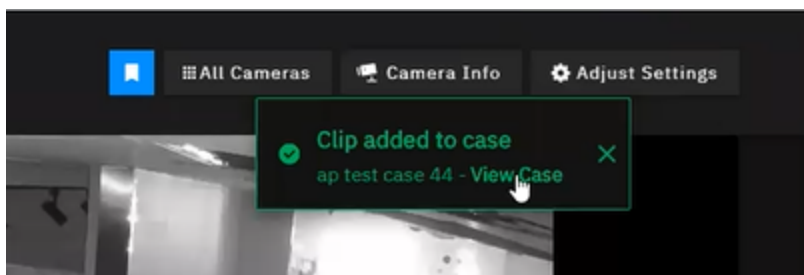 All Cameras Camera Info Adjust Settings
Clip added to case
ap test case 44 - View Case